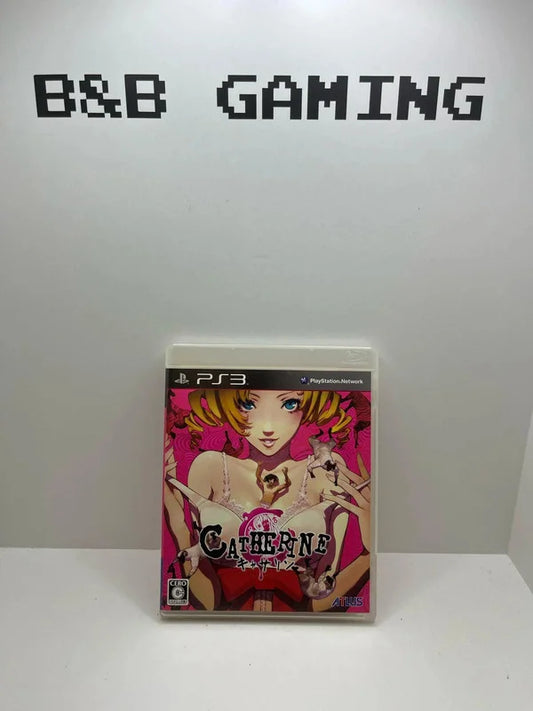 B&B GAMING
PS3
PlayStation Network
CATHERINE
キャサリン
CERO
C
ATLUS